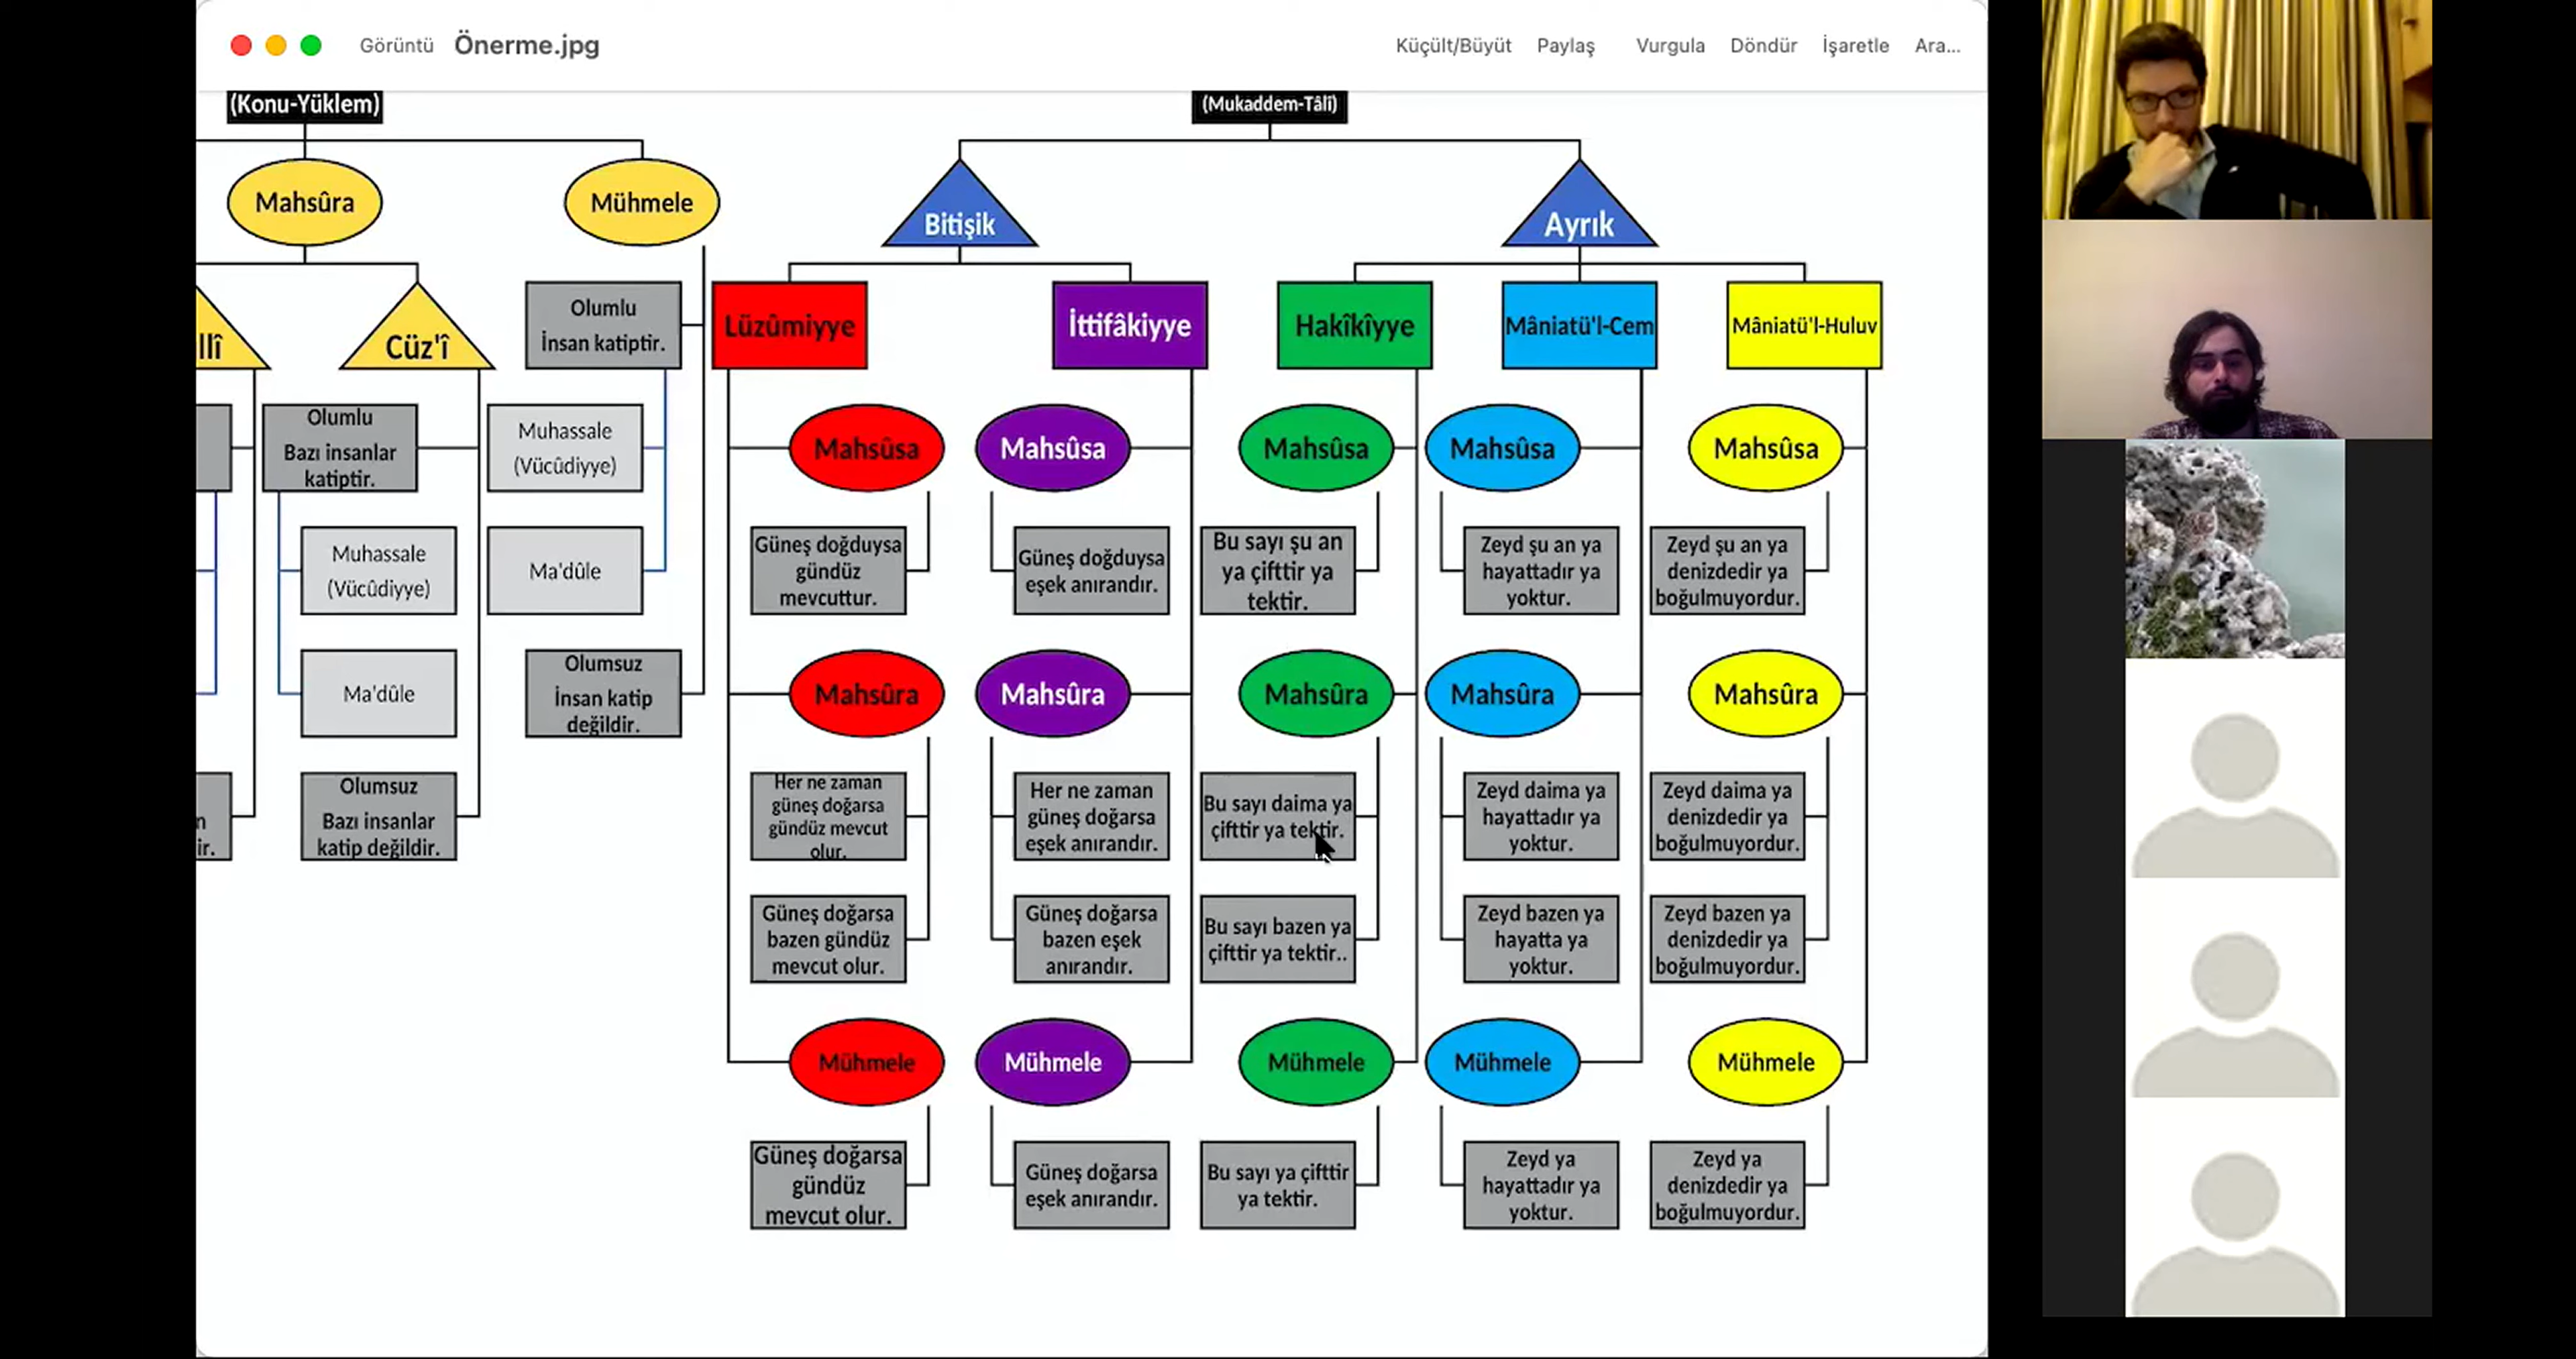 Görüntü Önerme.jpg
Küçült/Büyüt Paylaş Vurgula Döndür İşaretle Ara...
(Konu-Yüklem)
(Mukaddem-Tâlî)
Mahsûra
Mühmele
Bitişik
Ayrık
llî
Cüz'î
Olumlu
İnsan katiptir.
Lüzûmiyye
İttifâkiyye
Hakîkîyye
Mâniatü'l-Cem
Mâniatü'l-Huluv
Olumlu
Bazı insanlar
katiptir.
Muhassale
(Vücûdiyye)
Muhassale
(Vücûdiyye)
Ma'dûle
Ma'dûle
Olumsuz
İnsan katip
değildir.
n
ir.
Olumsuz
Bazı insanlar
katip değildir.
Mahsûsa
Mahsûsa
Mahsûsa
Mahsûsa
Mahsûsa
Güneş doğduysa
gündüz
mevcuttur.
Güneş doğduysa
eşek anırandır.
Bu sayı şu an
ya çifttir ya
tektir.
Zeyd şu an ya
hayattadır ya
yoktur.
Zeyd şu an ya
denizdedir ya
boğulmuyordur.
Mahsûra
Mahsûra
Mahsûra
Mahsûra
Mahsûra
Her ne zaman
güneş doğarsa
gündüz mevcut
olur.
Her ne zaman
güneş doğarsa
eşek anırandır.
Bu sayı daima ya
çifttir ya tektir.
Zeyd daima ya
hayattadır ya
yoktur.
Zeyd daima ya
denizdedir ya
boğulmuyordur.
Güneş doğarsa
bazen gündüz
mevcut olur.
Güneş doğarsa
bazen eşek
anırandır.
Bu sayı bazen ya
çifttir ya tektir..
Zeyd bazen ya
hayatta ya
yoktur.
Zeyd bazen ya
denizdedir ya
boğulmuyordur.
Mühmele
Mühmele
Mühmele
Mühmele
Mühmele
Güneş doğarsa
gündüz
mevcut olur.
Güneş doğarsa
eşek anırandır.
Bu sayı ya çifttir
ya tektir.
Zeyd ya
hayattadır ya
yoktur.
Zeyd ya
denizdedir ya
boğulmuyordur.